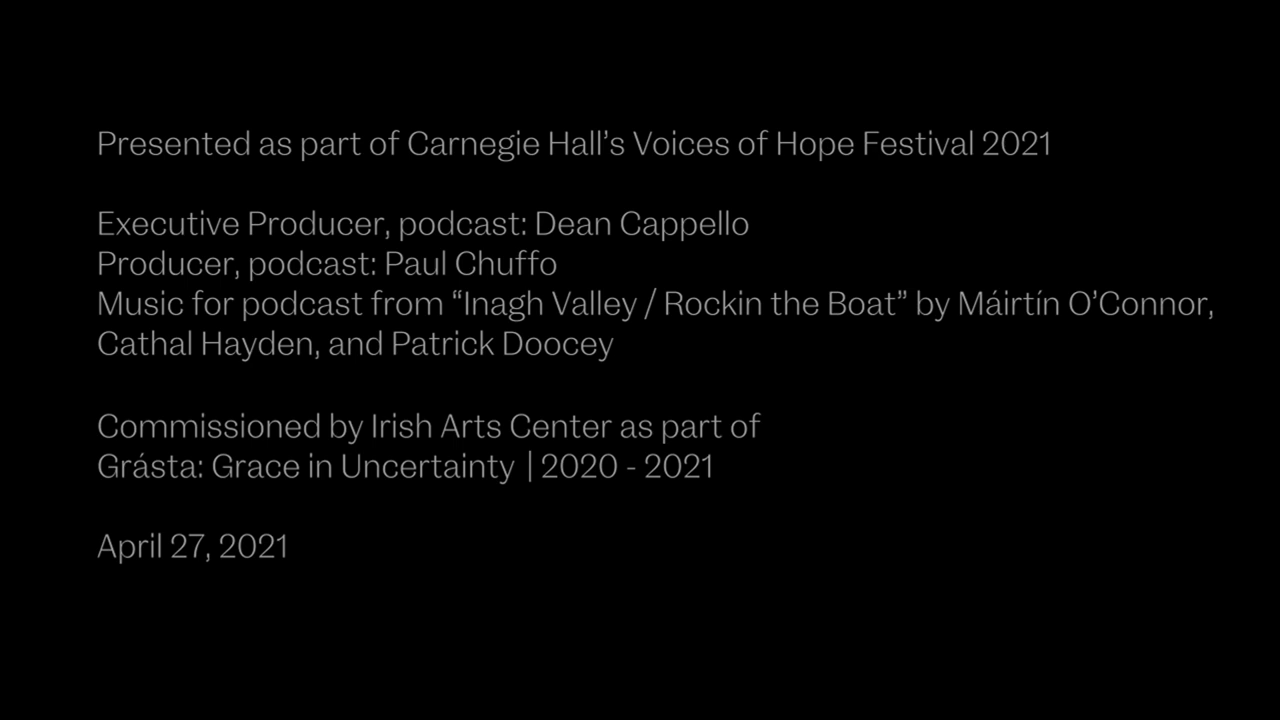 Presented as part of Carnegie Hall’s Voices of Hope Festival 2021
Executive Producer, podcast: Dean Cappello
Producer, podcast: Paul Chuffo
Music for podcast from “Inagh Valley / Rockin the Boat” by Máirtín O’Connor,
Cathal Hayden, and Patrick Doocey
Commissioned by Irish Arts Center as part of
Grásta: Grace in Uncertainty | 2020 - 2021
April 27, 2021